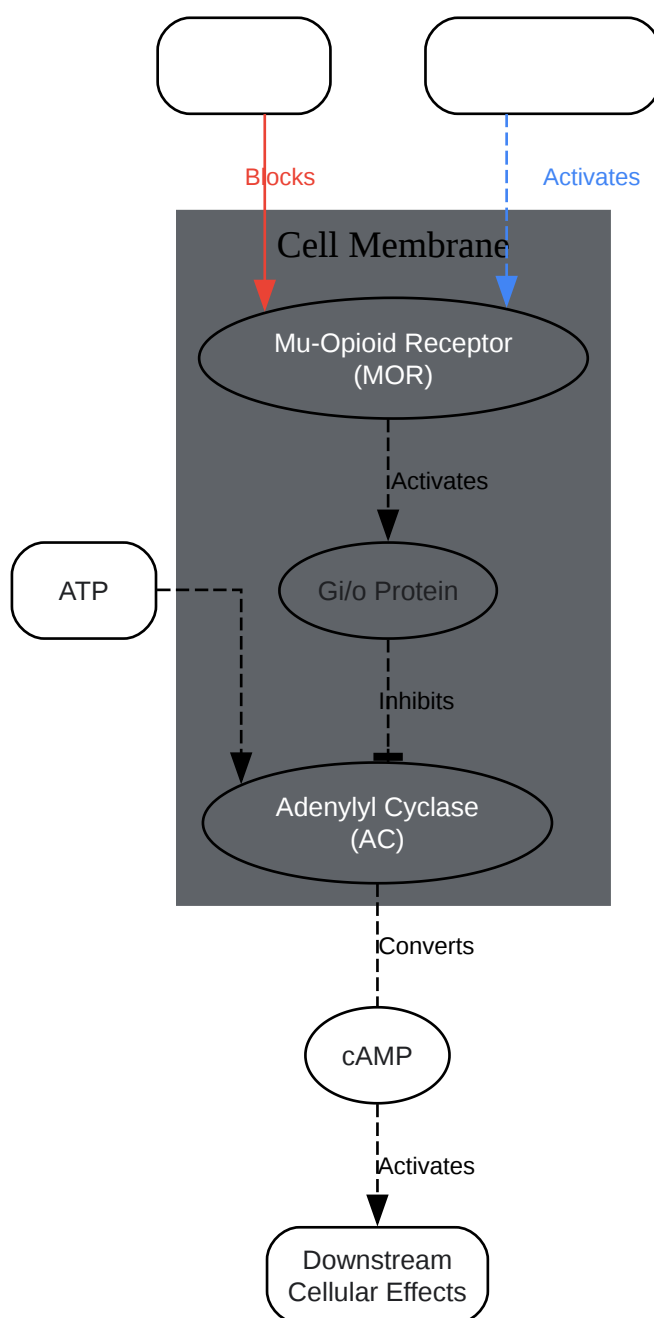 Blocks
Activates
Cell Membrane
Mu-Opioid Receptor
(MOR)
Activates
ATP
Gi/o Protein
Inhibits
Adenylyl Cyclase
(AC)
Converts
cAMP
Activates
Downstream
Cellular Effects